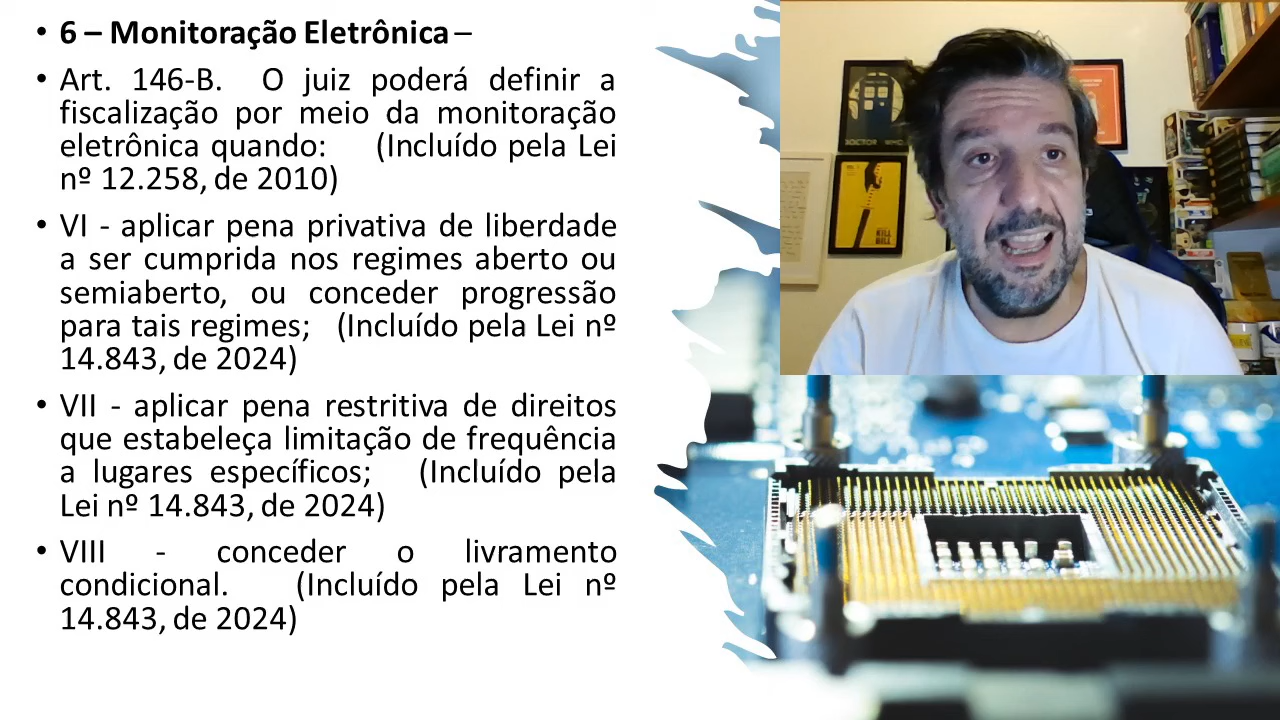 6 – Monitoração Eletrônica –
Art. 146-B. O juiz poderá definir a
fiscalização por meio da monitoração
eletrônica quando: (Incluído pela Lei
nº 12.258, de 2010)
VI - aplicar pena privativa de liberdade
a ser cumprida nos regimes aberto ou
semiaberto, ou conceder progressão
para tais regimes; (Incluído pela Lei nº
14.843, de 2024)
VII - aplicar pena restritiva de direitos
que estabeleça limitação de frequência
a lugares específicos; (Incluído pela
Lei nº 14.843, de 2024)
VIII - conceder o livramento
condicional. (Incluído pela Lei nº
14.843, de 2024)
DOCTOR WHO
KILL
BILL